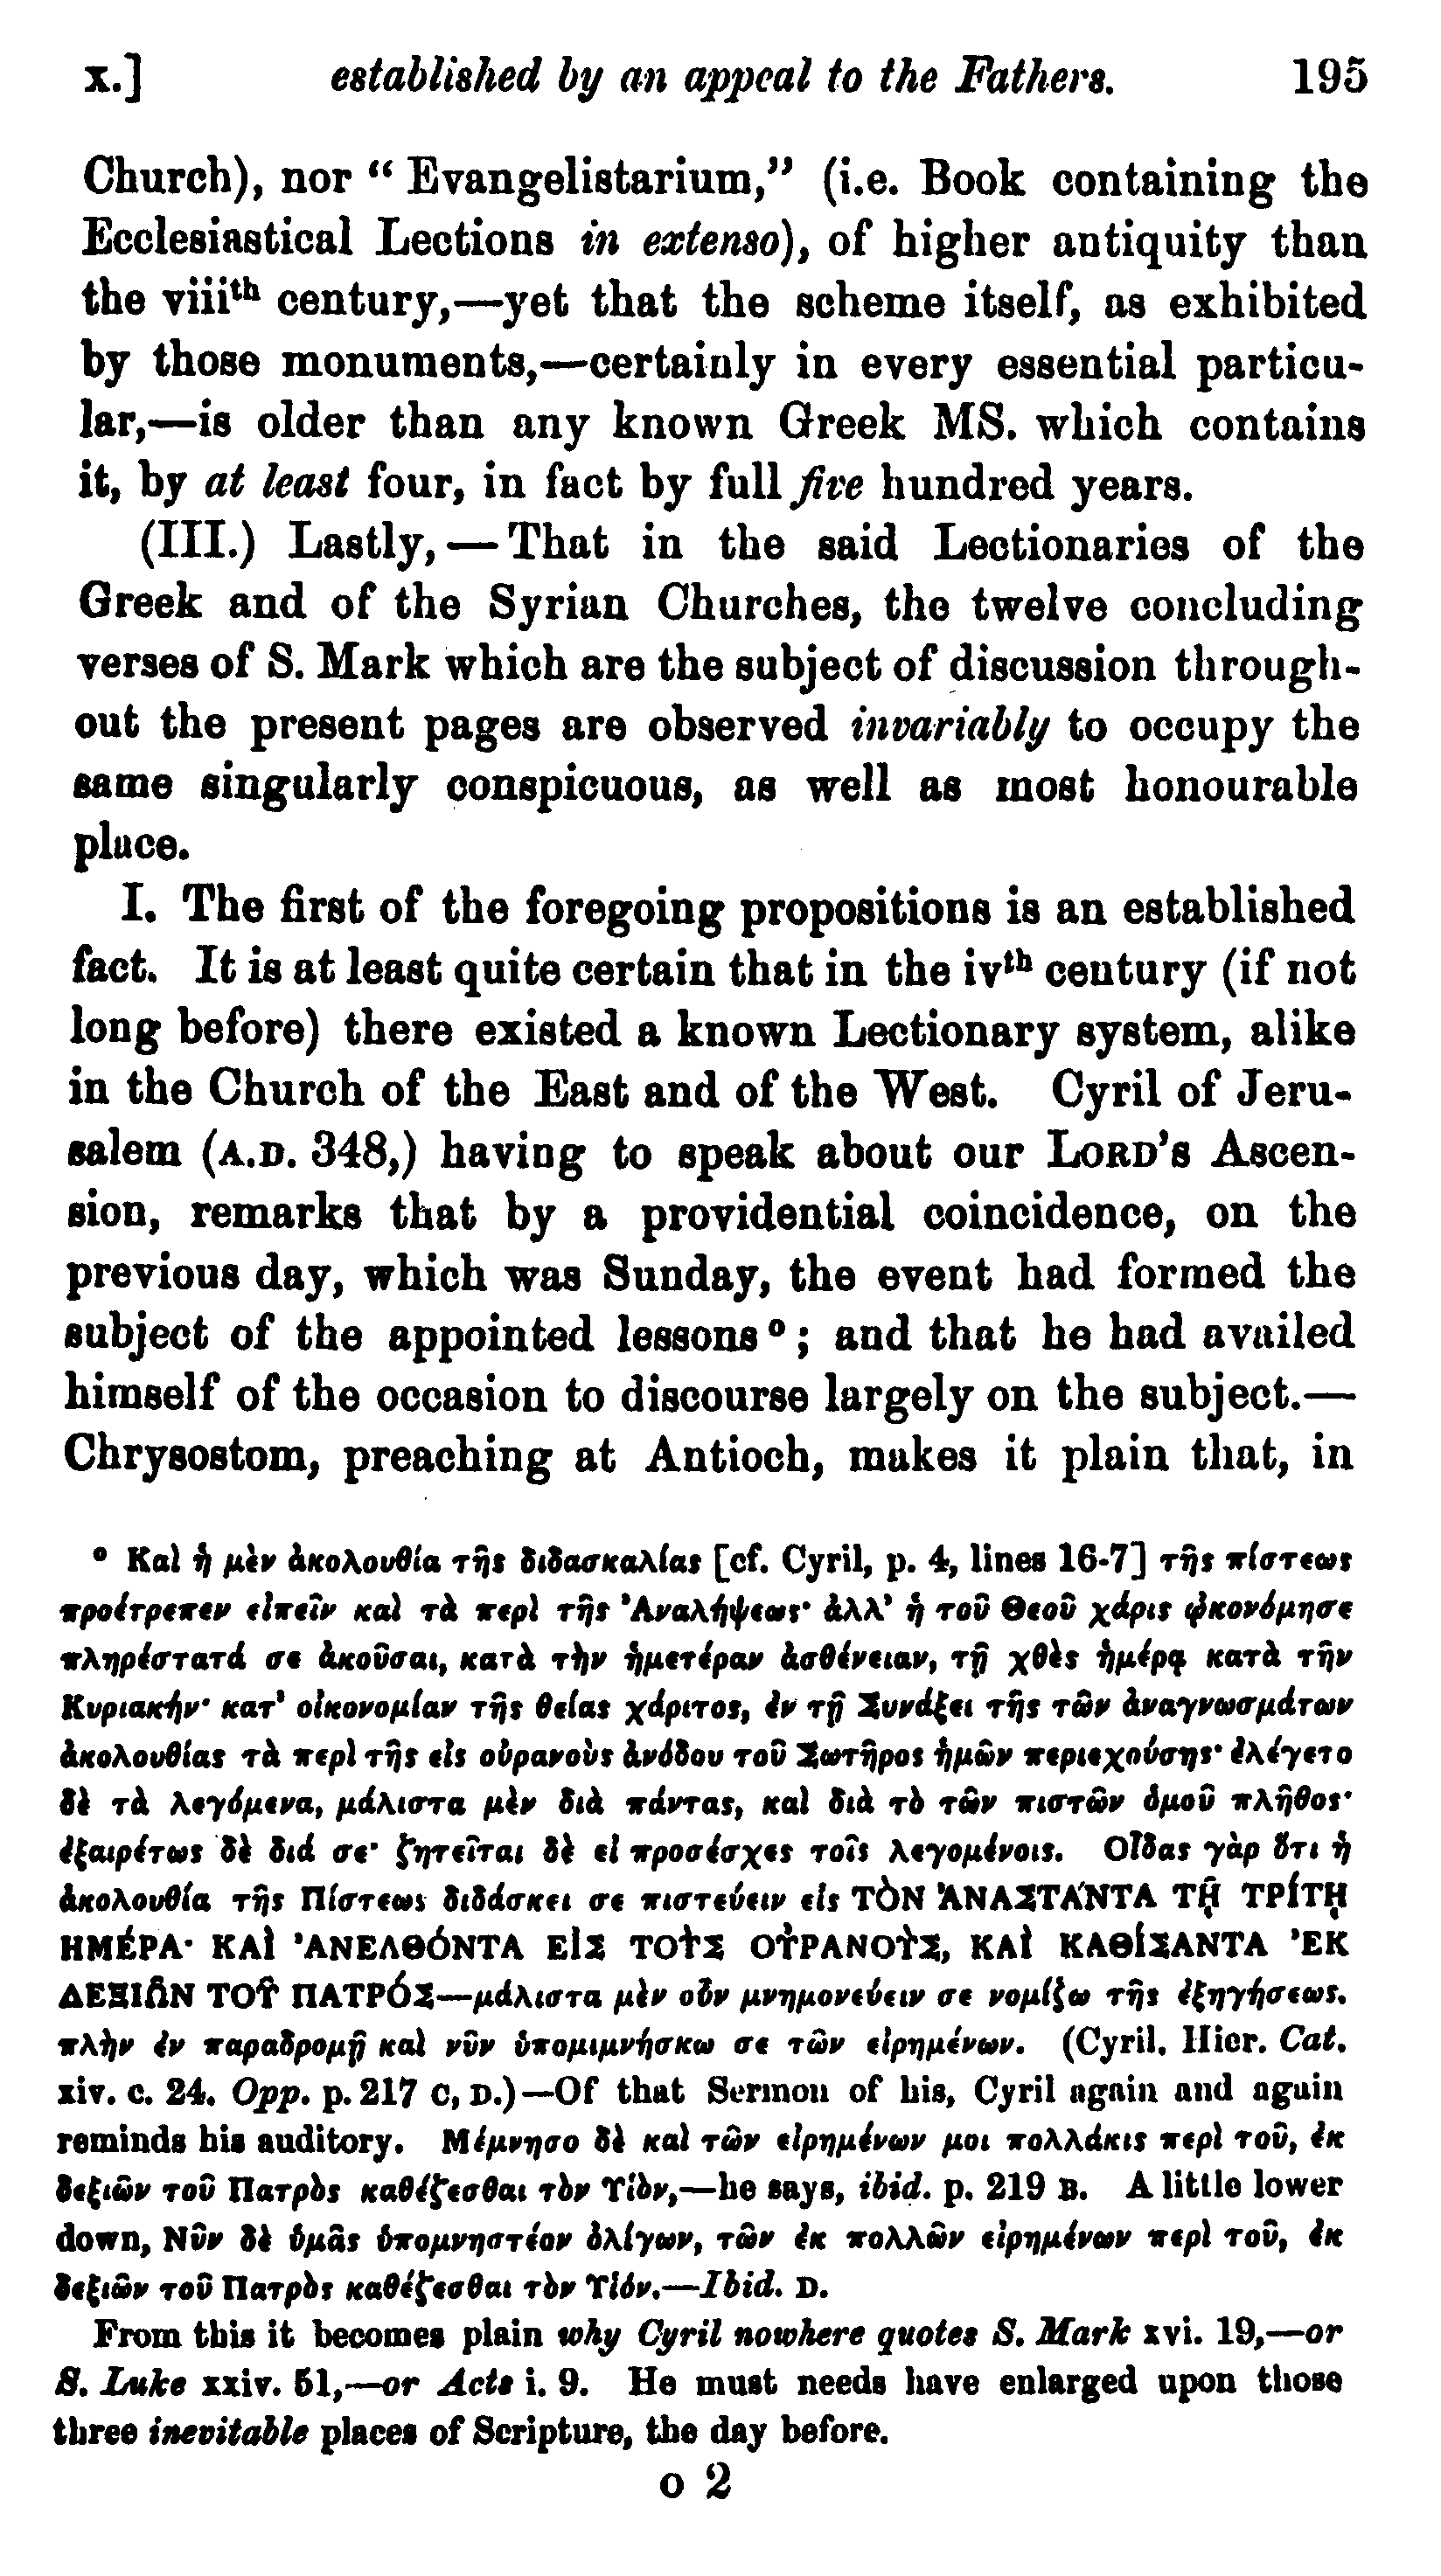 x.] established by an appeal to the Fathers. 195
Church), nor “ Evangelistarium,” (i.e. Book containing the
Ecclesiastical Lections in extenso), of higher antiquity than
the viiith century,—yet that the scheme itself, as exhibited
by those monuments,—certainly in every essential particu-
lar,—is older than any known Greek MS. which contains
it, by at least four, in fact by full five hundred years.
(III.) Lastly,—That in the said Lectionaries of the
Greek and of the Syrian Churches, the twelve concluding
verses of S. Mark which are the subject of discussion through-
out the present pages are observed invariably to occupy the
same singularly conspicuous, as well as most honourable
place.
I. The first of the foregoing propositions is an established
fact. It is at least quite certain that in the ivth century (if not
long before) there existed a known Lectionary system, alike
in the Church of the East and of the West. Cyril of Jeru-
salem (A.D. 348,) having to speak about our LORD’s Ascen-
sion, remarks that by a providential coincidence, on the
previous day, which was Sunday, the event had formed the
subject of the appointed lessons o ; and that he had availed
himself of the occasion to discourse largely on the subject.—
Chrysostom, preaching at Antioch, makes it plain that, in
o Καὶ ἡ μὲν ἀκολουθία τῆς διδασκαλίας [cf. Cyril, p. 4, lines 16-7] τῆς πίστεως
προέτρεπεν εἰπεῖν καὶ τὰ περὶ τῆς Ἀναλήψεως· ἀλλ’ ἡ τοῦ Θεοῦ χάρις ᾠκονόμησε
πληρέστατά σε ἀκοῦσαι, κατὰ τὴν ἡμετέραν ἀσθένειαν, τῇ χθὲς ἡμέρᾳ κατὰ τῆν
Κυριακήν· κατ’ οἰκονομίαν τῆς θείας χάριτος, ἐν τῇ Συνάξει τῆς τῶν ἀναγνωσμάτων
ἀκολουθίας τὰ περὶ τῆς εἰς οὐρανοὺς ἀνόδου τοῦ Σωτῆρος ἡμῶν περιεχούσης· ἐλέγετο
δὲ τὰ λεγόμενα, μάλιστα μὲν διὰ πάντας, καὶ διὰ τὸ τῶν πιστῶν ὁμοῦ πλῆθος·
ἐξαιρέτως δὲ διά σε· ζητεῖται δὲ εἰ προσέσχες τοῖς λεγομένοις. Οἶδας γὰρ ὅτι ἡ
ἀκολουθία τῆς Πίστεως διδάσκει σε πιστεύειν εἰς ΤῸΝ ἈΝΑΣΤΆΝΤΑ Τῌ͂ ΤΡΊΤῌ
ΗΜΈΡΑ· ΚΑῚ ἈΝΕΛΘΌΝΤΑ ΕἸΣ ΤΟῪΣ ΟὐΡΑΝΟῪΣ, ΚΑῚ ΚΑΘΊΣΑΝΤΑ ἘΚ
ΔΕΞΙΩ͂Ν ΤΟΥ͂ ΠΑΤΡΌΣ—μάλιστα μὲν οὖν μνημονεύειν σε νομίζω τῆς ἐξηγήσεως.
πλὴν ἐν παραδρομῇ καὶ νῦν ὑπομιμνήσκω σε τῶν εἰρημένων. (Cyril. Hier. Cat.
xiv. c. 24. Opp. p. 217 C, D.)—Of that Sermon of his, Cyril again and again
reminds his auditory. Μέμνησο δὲ καὶ τῶν εἰρημένων μοι πολλάκις περὶ τοῦ, ἐκ
δεξιῶν τοῦ Πατρὸς καθέζεσθαι τὸν Υἱὸν,—he says, ibid. p. 219 B. A little lower
down, Νῦν δὲ ὑμᾶς ὑπομνηστέον ὀλίγων, τῶν ἐκ πολλῶν εἰρημένων περὶ τοῦ, ἐκ
δεξιῶν τοῦ Πατρὸς καθέζεσθαι τὸν Υἱόν.—Ibid. D.
From this it becomes plain why Cyril nowhere quotes S. Mark xvi. 19,—or
S. Luke xxiv. 51,—or Acts i. 9. He must needs have enlarged upon those
three inevitable places of Scripture, the day before.
o 2